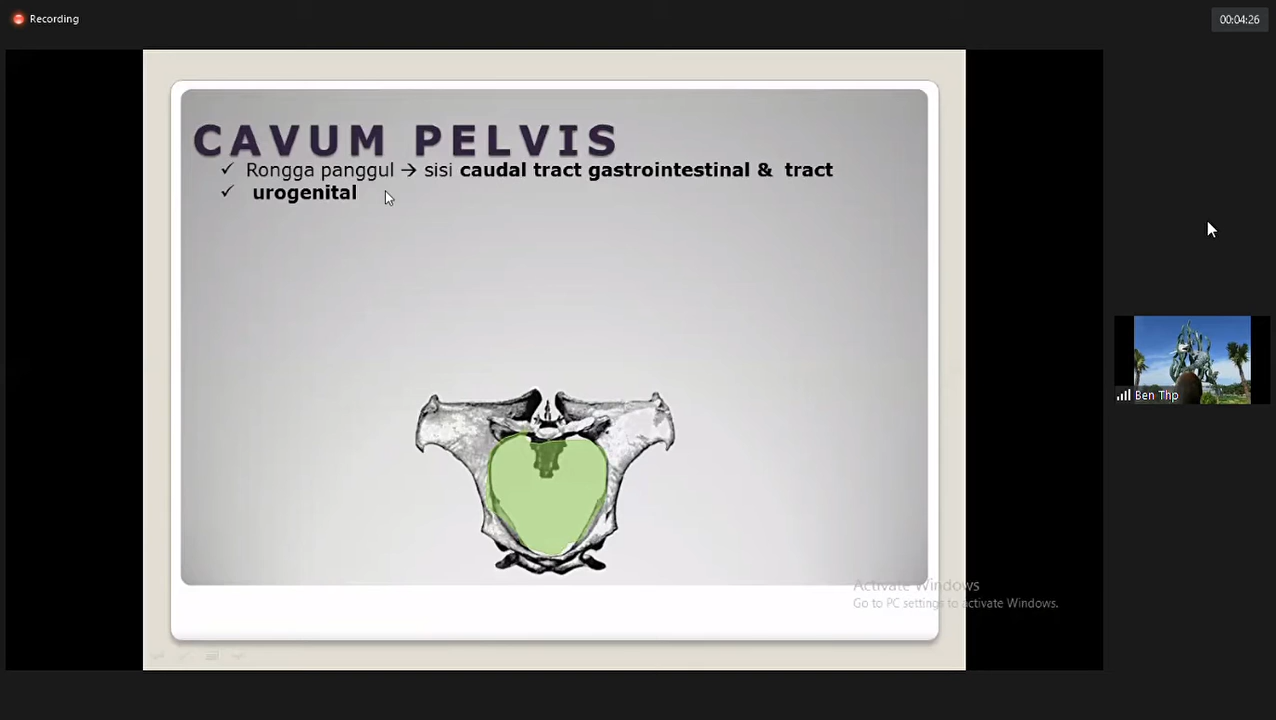 Recording
00:04:26
CAVUM PELVIS
✓ Rongga panggul → sisi caudal tract gastrointestinal & tract
✓ urogenital
Ben Thp
Activate Windows
Go to PC settings to activate Windows.